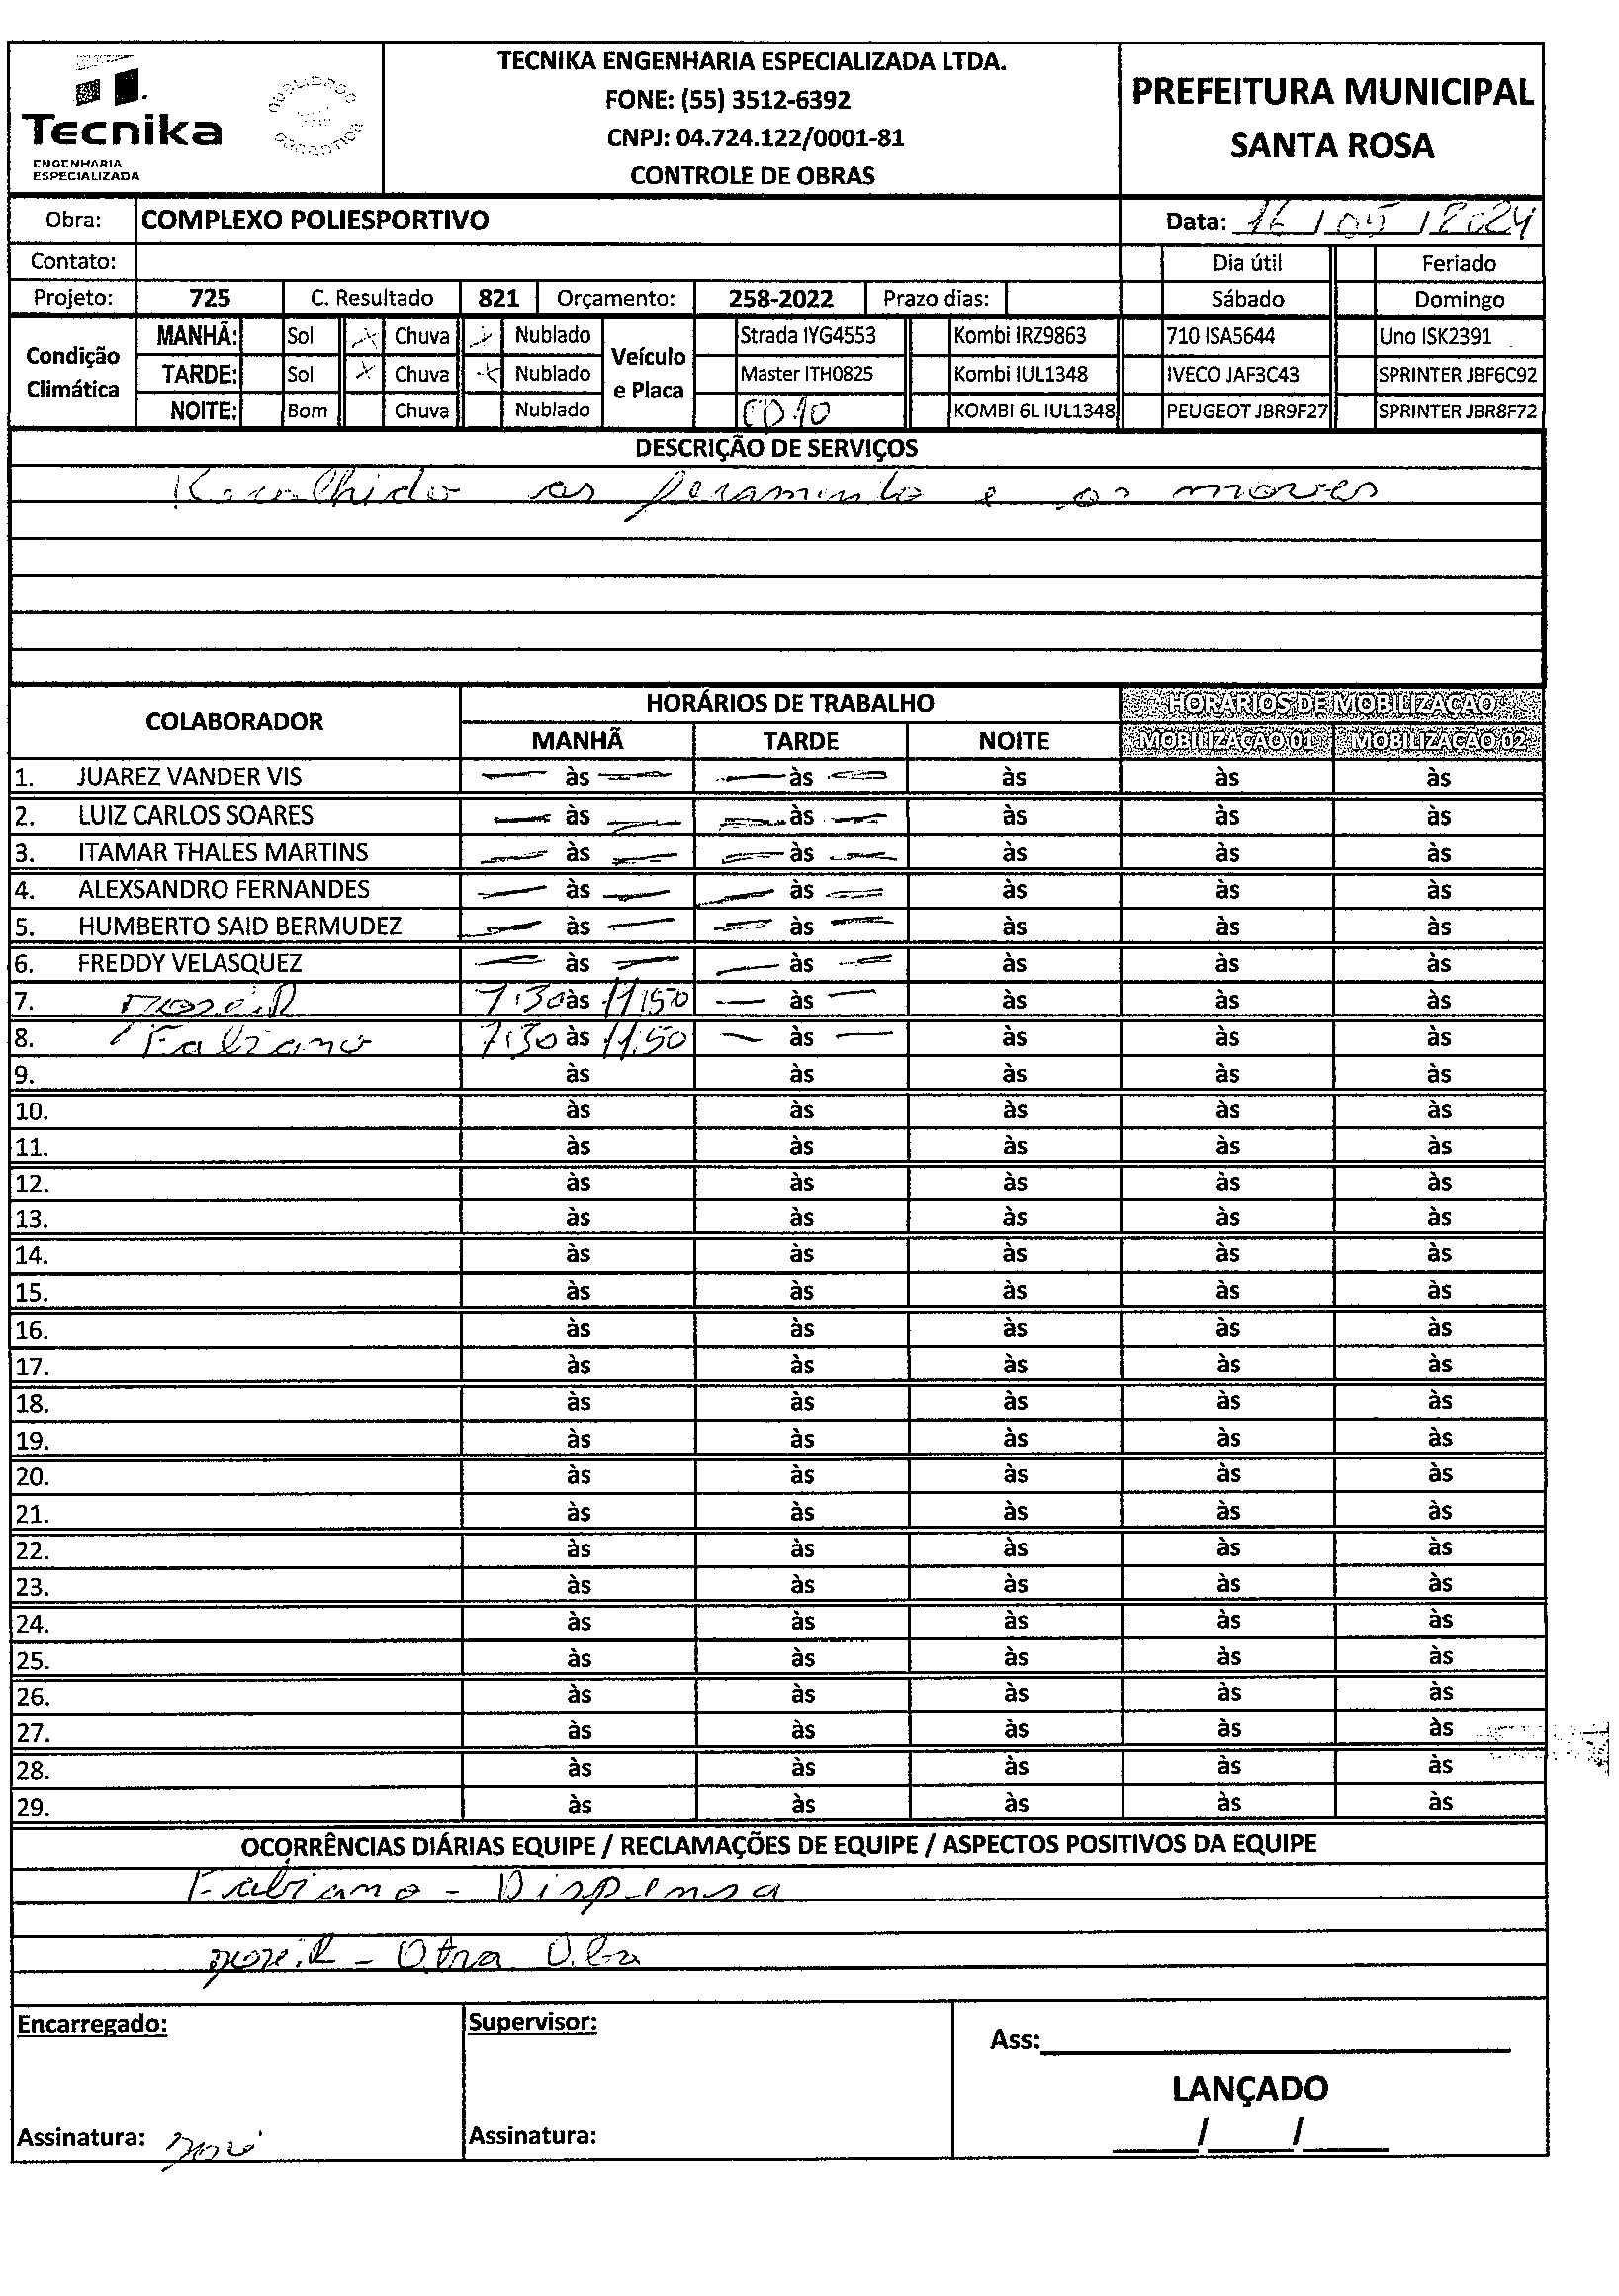 Tecnika
ENGENHARIA
ESPECIALIZADA
TECNIKA ENGENHARIA ESPECIALIZADA LTDA.
FONE: (55) 3512-6392
CNPJ: 04.724.122/0001-81
CONTROLE DE OBRAS
PREFEITURA MUNICIPAL
SANTA ROSA
Obra: COMPLEXO POLIESPORTIVO Data: 16/05/2024
Contato: Dia útil Feriado
Projeto: 725 C. Resultado 821 Orçamento: 258-2022 Prazo dias: Sábado Domingo
Condição Climática
MANHÃ: Sol X Chuva X Nublado
TARDE: Sol X Chuva X Nublado
NOITE: Bom Chuva Nublado
Veículo e Placa
Strada IYG4553 Kombi IRZ9863 710 ISA5644 Uno ISK2391
Master ITH0825 Kombi IUL1348 IVECO JAF3C43 SPRINTER JBF6C92
CD10 KOMBI 6L IUL1348 PEUGEOT JBR9F27 SPRINTER JBR8F72
DESCRIÇÃO DE SERVIÇOS
Recolhido as feramento e os moves
COLABORADOR HORÁRIOS DE TRABALHO HORÁRIOS DE MOBILIZAÇÃO
MANHÃ TARDE NOITE MOBILIZAÇÃO 01 MOBILIZAÇÃO 02
1. JUAREZ VANDER VIS — às — — às — às às às
2. LUIZ CARLOS SOARES — às — — às — às às às
3. ITAMAR THALES MARTINS — às — — às — às às às
4. ALEXSANDRO FERNANDES — às — — às — às às às
5. HUMBERTO SAID BERMUDEZ — às — — às — às às às
6. FREDDY VELASQUEZ — às — — às — às às às
7. 7:30 às 11:50 — às — às às às
8. Fabiano 7:30 às 11:50 — às — às às às
9. às às às às às
10. às às às às às
11. às às às às às
12. às às às às às
13. às às às às às
14. às às às às às
15. às às às às às
16. às às às às às
17. às às às às às
18. às às às às às
19. às às às às às
20. às às às às às
21. às às às às às
22. às às às às às
23. às às às às às
24. às às às às às
25. às às às às às
26. às às às às às
27. às às às às às
28. às às às às às
29. às às às às às
OCORRÊNCIAS DIÁRIAS EQUIPE / RECLAMAÇÕES DE EQUIPE / ASPECTOS POSITIVOS DA EQUIPE
Fabiano - Dispensa
- Otra Oba
Encarregado: Supervisor: Ass:
LANÇADO
Assinatura: Assinatura: / /